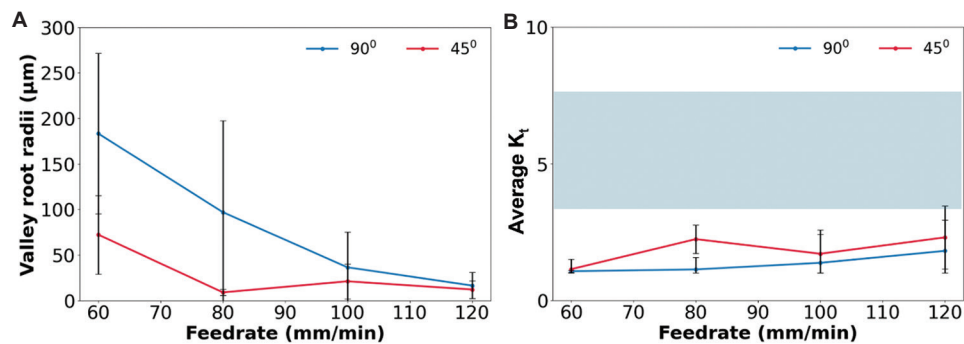 A
Valley root radii (μm)
300
250
200
150
100
50
0
60 70 80 90 100 110 120
Feedrate (mm/min)
90⁰ 45⁰
B
Average Kₜ
10
5
0
60 70 80 90 100 110 120
Feedrate (mm/min)
90⁰ 45⁰